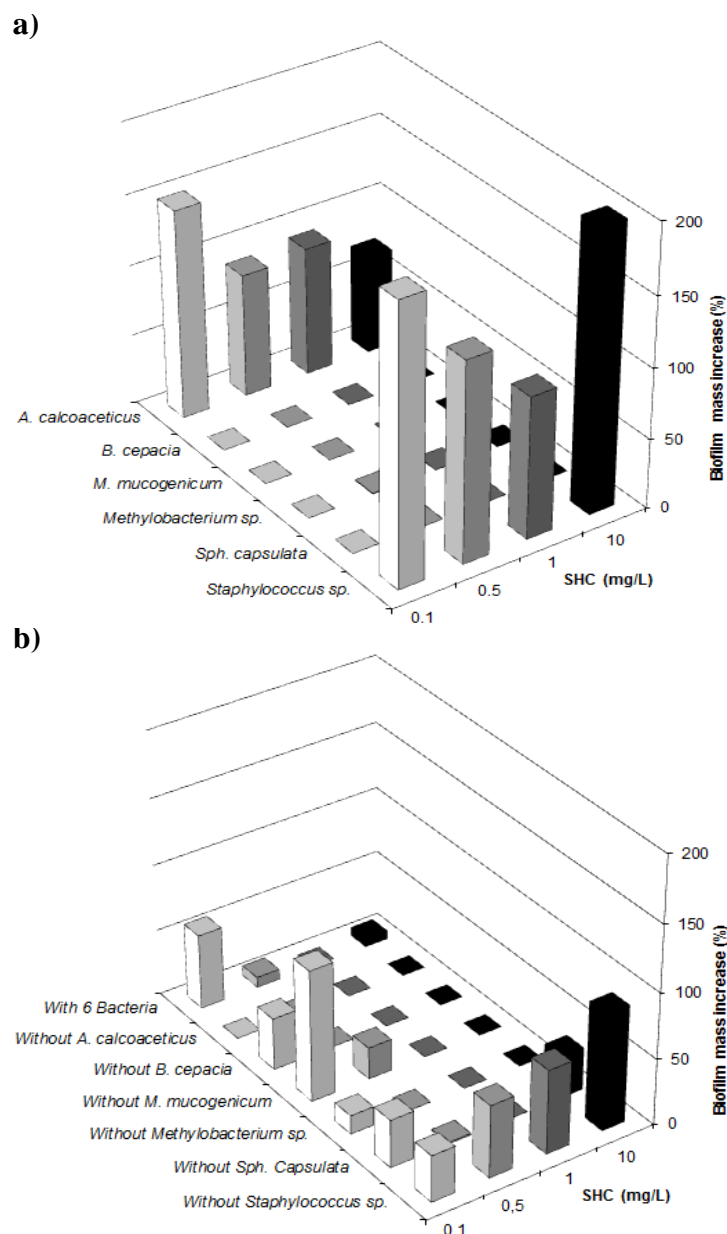 a)
200
150
100
50
0
Biofilm mass increase (%)
A. calcoaceticus
B. cepacia
M. mucogenicum
Methylobacterium sp.
Sph. capsulata
Staphylococcus sp.
0.1
0.5
1
10
SHC (mg/L)
b)
200
150
100
50
0
Biofilm mass increase (%)
With 6 Bacteria
Without A. calcoaceticus
Without B. cepacia
Without M. mucogenicum
Without Methylobacterium sp.
Without Sph. Capsulata
Without Staphylococcus sp.
0.1
0,5
1
10
SHC (mg/L)